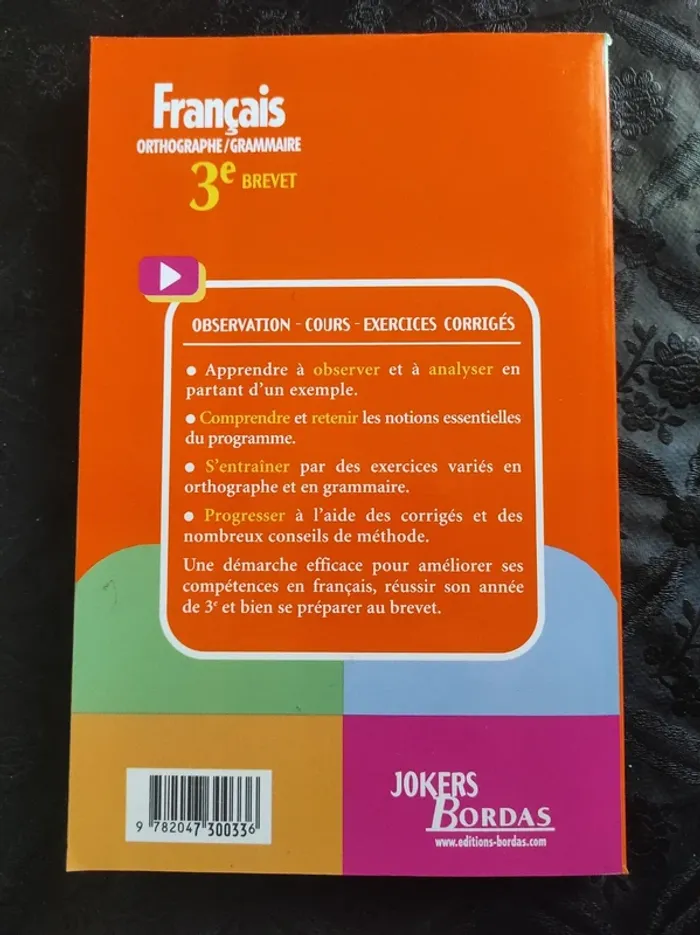 Français
ORTHOGRAPHE/GRAMMAIRE
3e BREVET
OBSERVATION - COURS - EXERCICES CORRIGÉS
• Apprendre à observer et à analyser en
partant d'un exemple.
• Comprendre et retenir les notions essentielles
du programme.
• S'entraîner par des exercices variés en
orthographe et en grammaire.
• Progresser à l'aide des corrigés et des
nombreux conseils de méthode.
Une démarche efficace pour améliorer ses
compétences en français, réussir son année
de 3e et bien se préparer au brevet.
9 782047 300336
JOKERS
BORDAS
www.editions-bordas.com